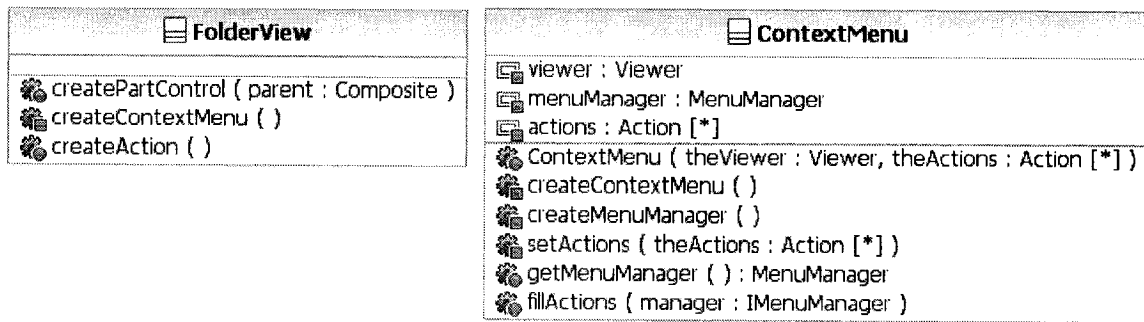 FolderView
createPartControl ( parent : Composite )
createContextMenu ( )
createAction ( )
ContextMenu
viewer : Viewer
menuManager : MenuManager
actions : Action [*]
ContextMenu ( theViewer : Viewer, theActions : Action [*] )
createContextMenu ( )
createMenuManager ( )
setActions ( theActions : Action [*] )
getMenuManager ( ) : MenuManager
fillActions ( manager : IMenuManager )